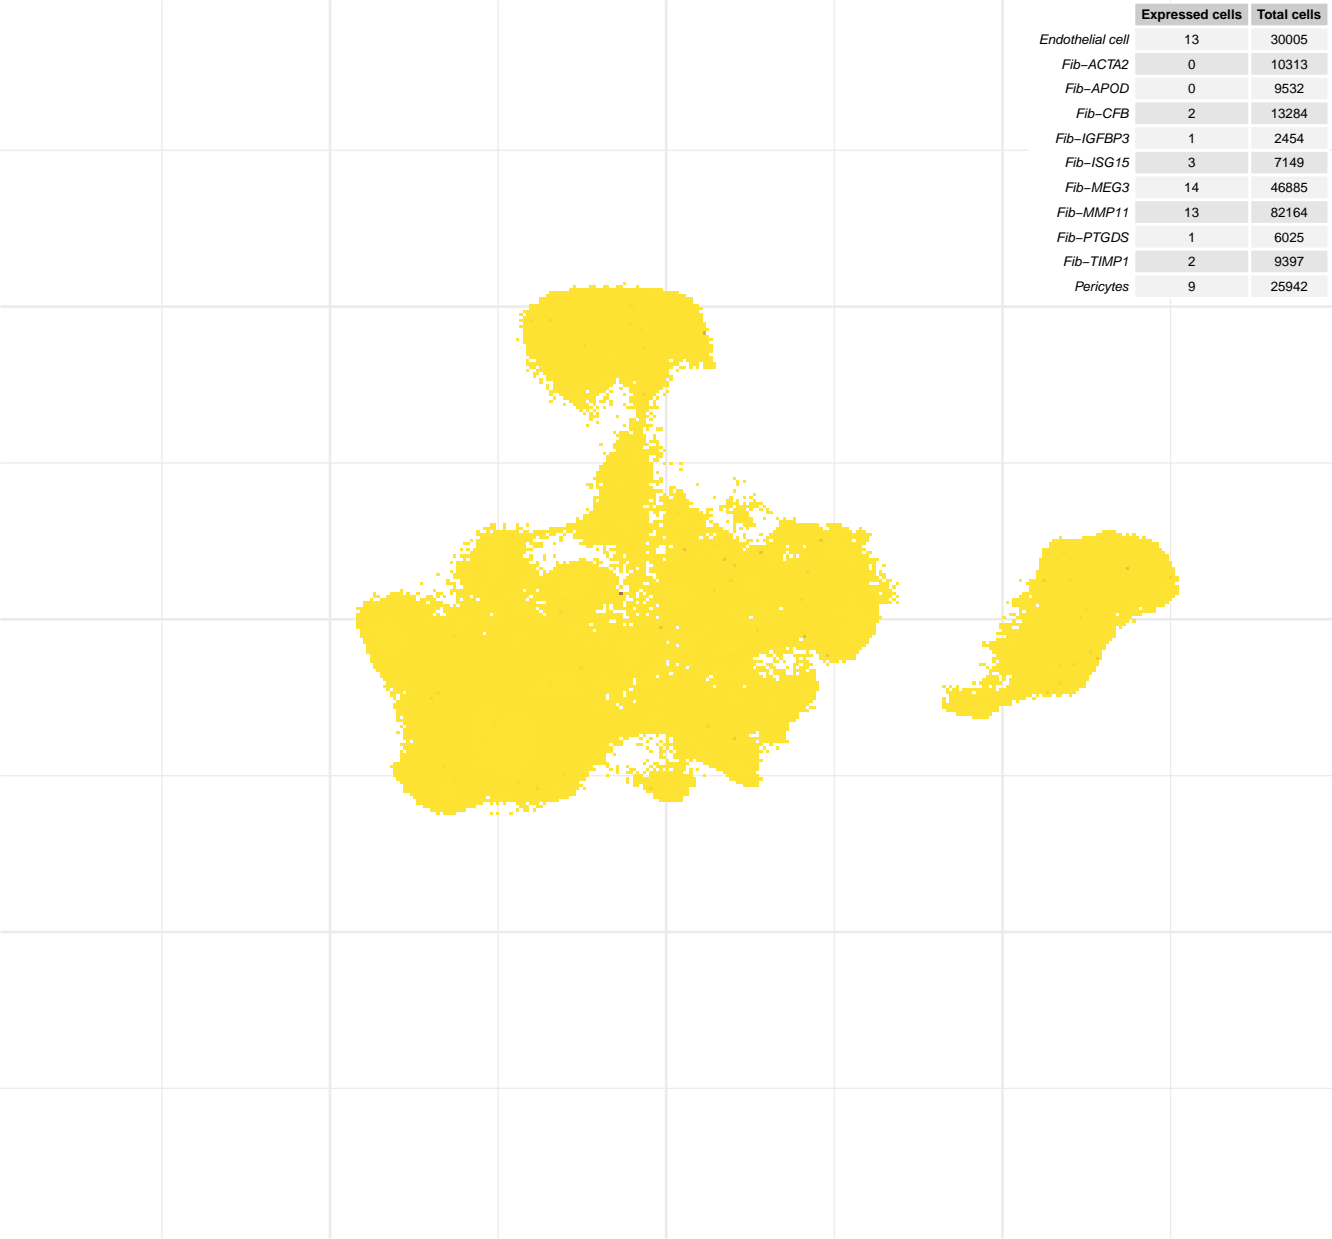 Expressed cells Total cells
Endothelial cell 13 30005
Fib−ACTA2 0 10313
Fib−APOD 0 9532
Fib−CFB 2 13284
Fib−IGFBP3 1 2454
Fib−ISG15 3 7149
Fib−MEG3 14 46885
Fib−MMP11 13 82164
Fib−PTGDS 1 6025
Fib−TIMP1 2 9397
Pericytes 9 25942